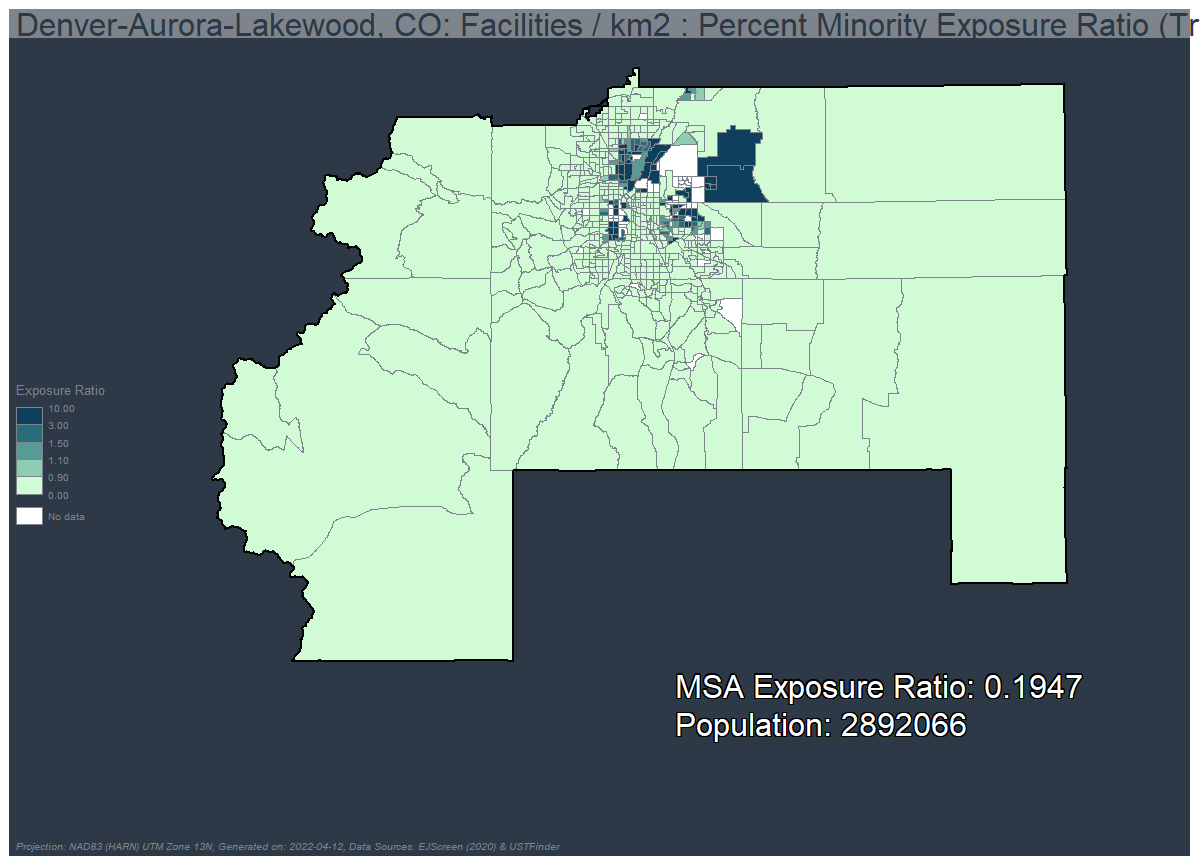 Denver-Aurora-Lakewood, CO: Facilities / km2 : Percent Minority Exposure Ratio (Tr
Exposure Ratio
10.00
3.00
1.50
1.10
0.90
0.00
No data
MSA Exposure Ratio: 0.1947
Population: 2892066
Projection: NAD83 (HARN) UTM Zone 13N, Generated on: 2022-04-12, Data Sources: EJScreen (2020) & USTFinder